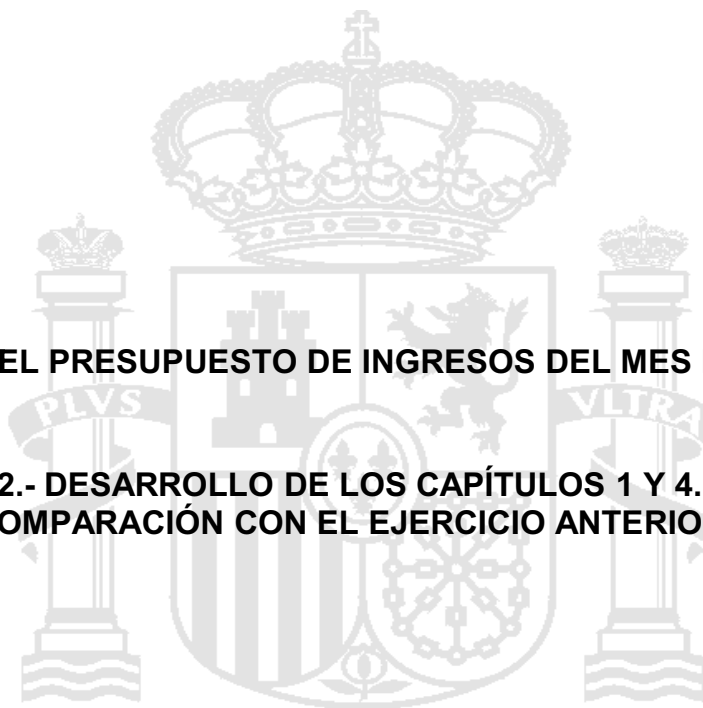 EL PRESUPUESTO DE INGRESOS DEL MES
PLVS VLTRA
2.- DESARROLLO DE LOS CAPÍTULOS 1 Y 4.
OMPARACIÓN CON EL EJERCICIO ANTERIO